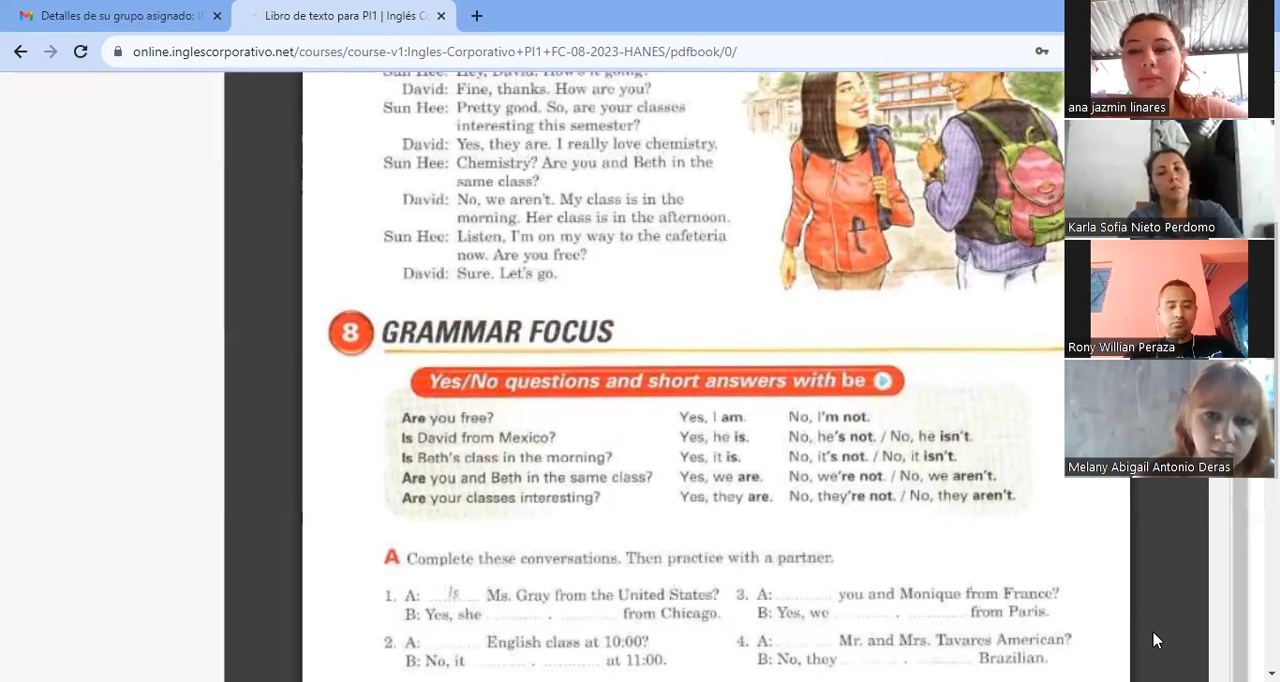 Detalles de su grupo asignado: I
Libro de texto para PI1 | Inglés C
online.inglescorporativo.net/courses/course-v1:Ingles-Corporativo+PI1+FC-08-2023-HANES/pdfbook/0/
Sun Hee: Hey, David. How's it going?
David: Fine, thanks. How are you?
Sun Hee: Pretty good. So, are your classes
interesting this semester?
David: Yes, they are. I really love chemistry.
Sun Hee: Chemistry? Are you and Beth in the
same class?
David: No, we aren't. My class is in the
morning. Her class is in the afternoon.
Sun Hee: Listen, I'm on my way to the cafeteria
now. Are you free?
David: Sure. Let's go.
8 GRAMMAR FOCUS
Yes/No questions and short answers with be
Are you free? Yes, I am. No, I'm not.
Is David from Mexico? Yes, he is. No, he's not. / No, he isn't.
Is Beth's class in the morning? Yes, it is. No, it's not. / No, it isn't.
Are you and Beth in the same class? Yes, we are. No, we're not. / No, we aren't.
Are your classes interesting? Yes, they are. No, they're not. / No, they aren't.
A Complete these conversations. Then practice with a partner.
1. A: Is Ms. Gray from the United States?
B: Yes, she from Chicago.
2. A: English class at 10:00?
B: No, it at 11:00.
3. A: you and Monique from France?
B: Yes, we from Paris.
4. A: Mr. and Mrs. Tavares American?
B: No, they Brazilian.
ana jazmin linares
Karla Sofia Nieto Perdomo
Rony Willian Peraza
Melany Abigail Antonio Deras